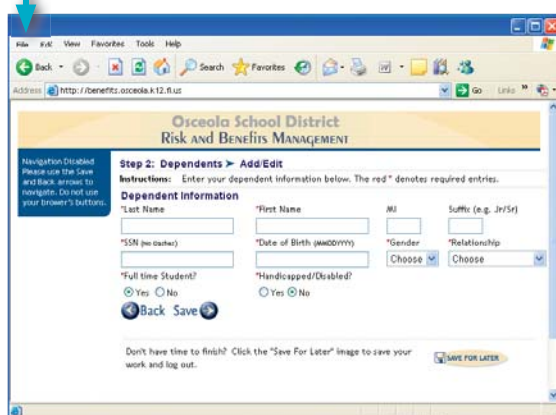 File Edit View Favorites Tools Help
Back Search Favorites
Address http://benefits.osceola.k12.fl.us Go Links »
Osceola School District
Risk and Benefits Management
Navigation Disabled
Please use the Save
and Back arrows to
navigate. Do not use
your brower's buttons.
Step 2: Dependents ➤ Add/Edit
Instructions: Enter your dependent information below. The red * denotes required entries.
Dependent Information
*Last Name *First Name MI Suffix (e.g. Jr/Sr)
*SSN (no dashes) *Date of Birth (MMDDYYYY) *Gender *Relationship
Choose Choose
*Full time Student? *Handicapped/Disabled?
Yes No Yes No
Back Save
Don't have time to finish? Click the "Save For Later" image to save your
work and log out.
SAVE FOR LATER